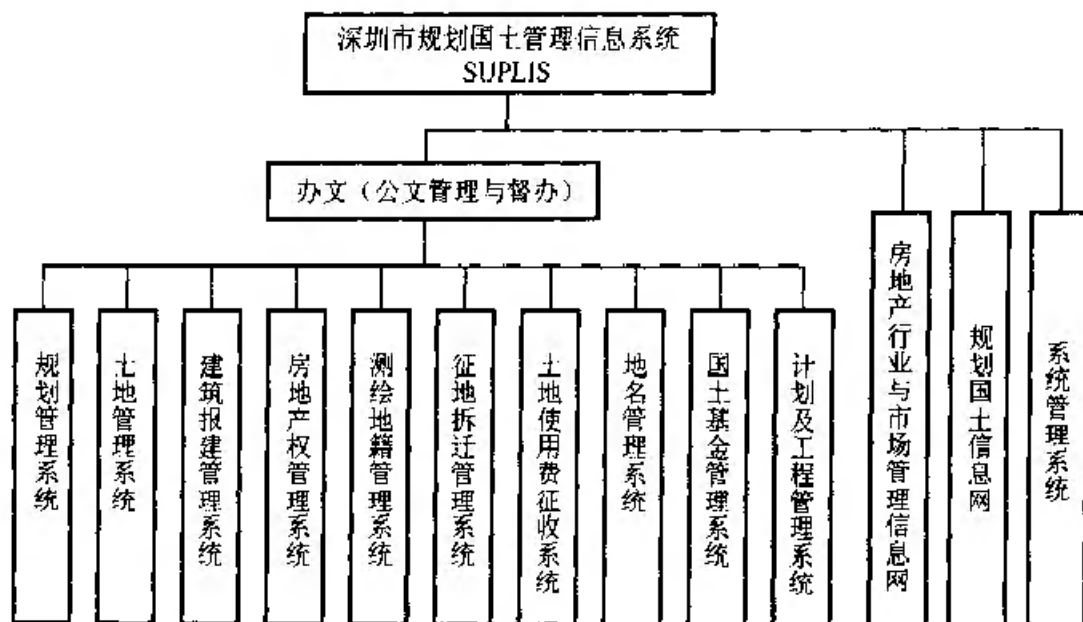 深圳市规划国土管理信息系统
SUPLIS
办文（公文管理与督办）
规划管理系统
土地管理系统
建筑报建管理系统
房地产权管理系统
测绘地籍管理系统
征地拆迁管理系统
土地使用费征收系统
地名管理系统
国土基金管理系统
计划及工程管理系统
房地产行业与市场管理信息网
规划国土信息网
系统管理系统